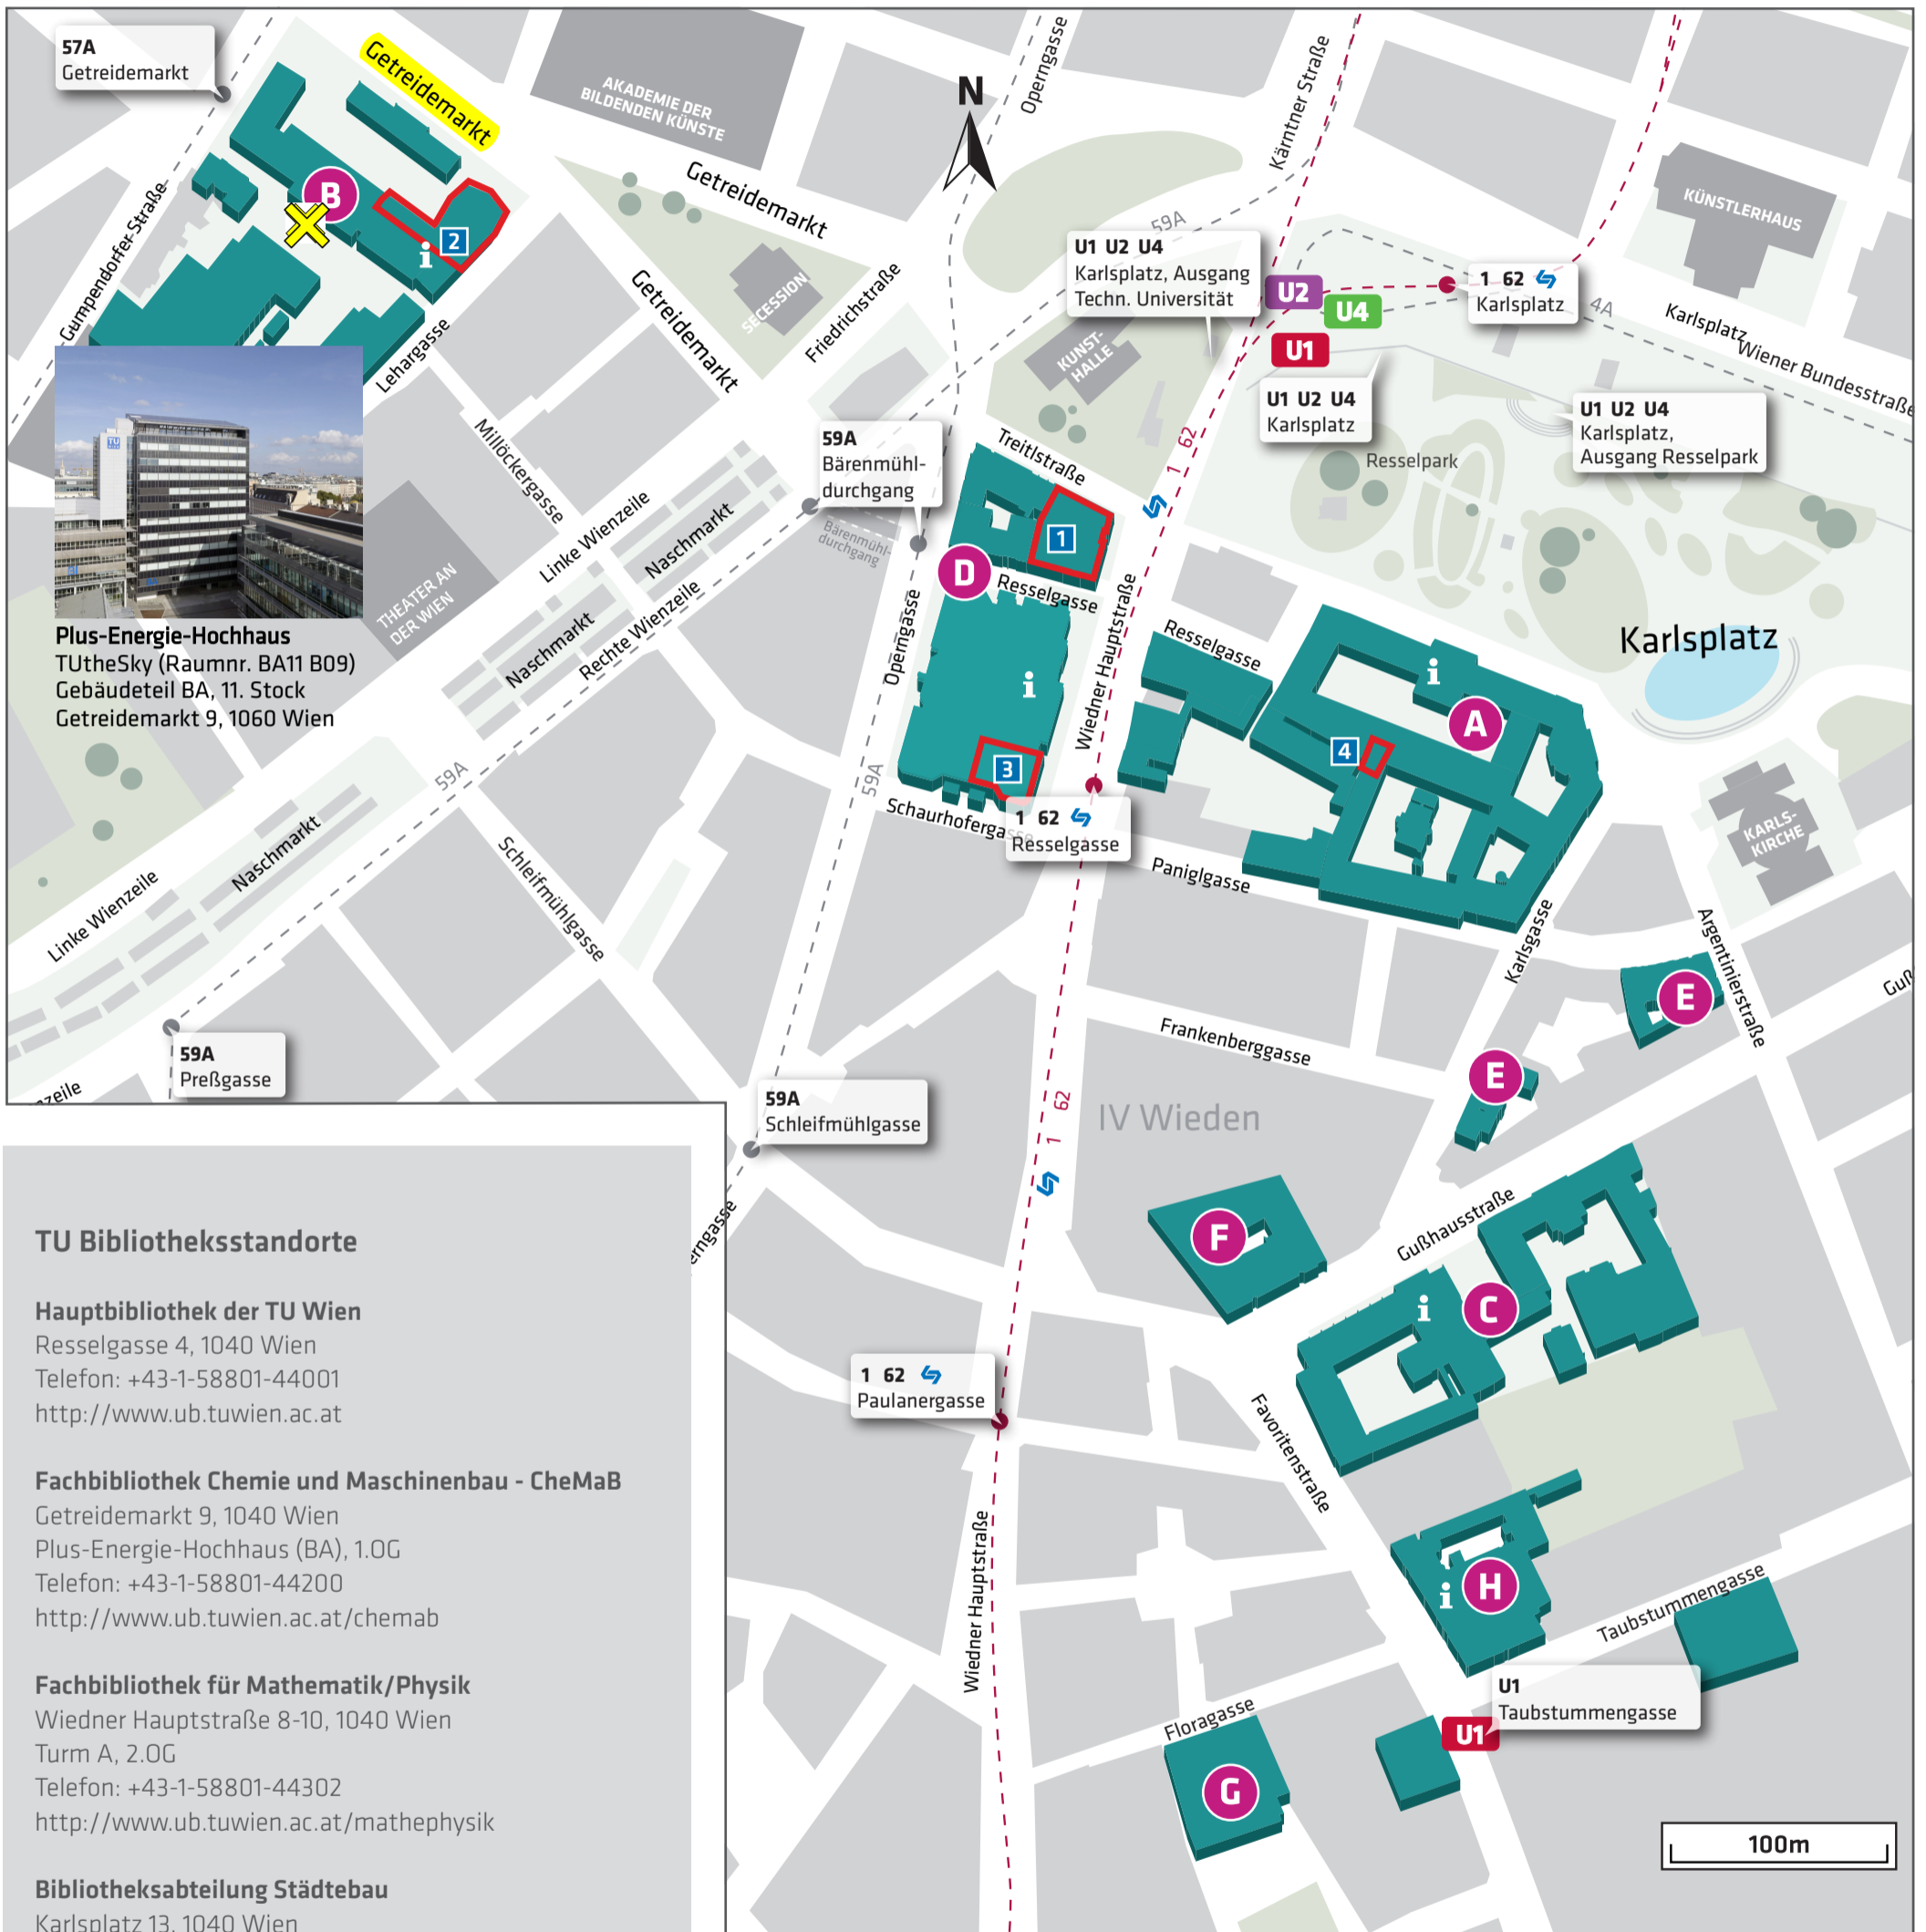 57A
Getreidemarkt
Getreidemarkt
AKADEMIE DER
BILDENDEN KÜNSTE
Operngasse
N
Kärntner Straße
KÜNSTLERHAUS
B
2
i
Gumpendorfer Straße
Getreidemarkt
Getreidemarkt
SECESSION
Friedrichstraße
59A
U1 U2 U4
Karlsplatz, Ausgang
Techn. Universität
U2
U4
U1
1 62
Karlsplatz
4A
Karlsplatz
Wiener Bundesstraße
KUNST-
HALLE
U1 U2 U4
Karlsplatz
U1 U2 U4
Karlsplatz,
Ausgang Resselpark
Resselpark
Lehargasse
Millöckergasse
TU
Plus-Energie-Hochhaus
TUtheSky (Raumnr. BA11 B09)
Gebäudeteil BA, 11. Stock
Getreidemarkt 9, 1060 Wien
THEATER AN
DER WIEN
Linke Wienzeile
Naschmarkt
Naschmarkt
Rechte Wienzeile
59A
Bärenmühl-
durchgang
Bärenmühl-
durchgang
Treitlstraße
1 62
1
D
Resselgasse
Operngasse
i
Wiedner Hauptstraße
Resselgasse
Karlsplatz
i
A
4
3
59A
59A
Schaurhofergasse
1 62
Resselgasse
Paniglgasse
KARLS-
KIRCHE
Naschmarkt
Linke Wienzeile
Schleifmühlgasse
Karlsgasse
Argentinierstraße
Guß
E
E
Frankenberggasse
59A
Preßgasse
nzeile
59A
Schleifmühlgasse
1 62
IV Wieden
erngasse
F
Gußhausstraße
i
C
1 62
Paulanergasse
Favoritenstraße
Wiedner Hauptstraße
i
H
Taubstummengasse
U1
Taubstummengasse
U1
Floragasse
G
100m
TU Bibliotheksstandorte
Hauptbibliothek der TU Wien
Resselgasse 4, 1040 Wien
Telefon: +43-1-58801-44001
http://www.ub.tuwien.ac.at
Fachbibliothek Chemie und Maschinenbau - CheMaB
Getreidemarkt 9, 1040 Wien
Plus-Energie-Hochhaus (BA), 1.OG
Telefon: +43-1-58801-44200
http://www.ub.tuwien.ac.at/chemab
Fachbibliothek für Mathematik/Physik
Wiedner Hauptstraße 8-10, 1040 Wien
Turm A, 2.OG
Telefon: +43-1-58801-44302
http://www.ub.tuwien.ac.at/mathephysik
Bibliotheksabteilung Städtebau
Karlsplatz 13, 1040 Wien